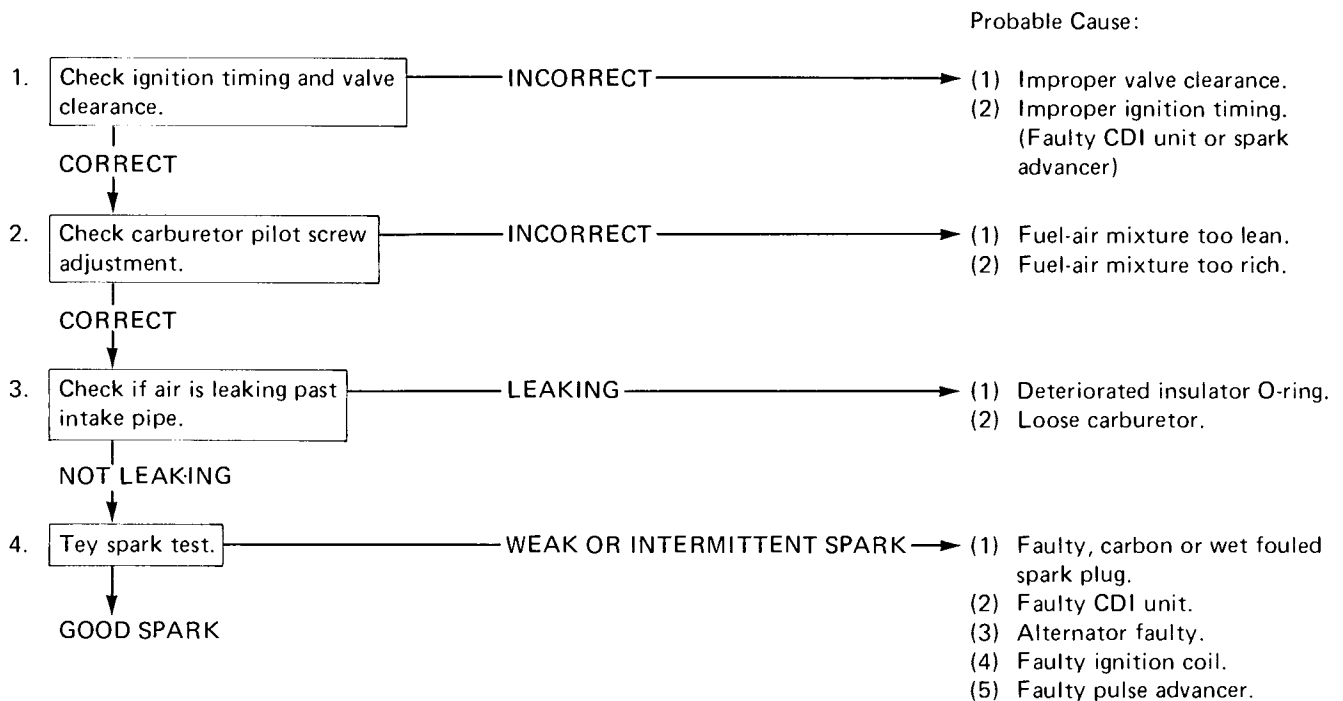 Probable Cause:
1. Check ignition timing and valve clearance.
INCORRECT
(1) Improper valve clearance.
(2) Improper ignition timing.
(Faulty CDI unit or spark
advancer)
CORRECT
2. Check carburetor pilot screw
adjustment.
INCORRECT
(1) Fuel-air mixture too lean.
(2) Fuel-air mixture too rich.
CORRECT
3. Check if air is leaking past
intake pipe.
LEAKING
(1) Deteriorated insulator O-ring.
(2) Loose carburetor.
NOT LEAKING
4. Tey spark test.
WEAK OR INTERMITTENT SPARK
(1) Faulty, carbon or wet fouled
spark plug.
(2) Faulty CDI unit.
(3) Alternator faulty.
(4) Faulty ignition coil.
(5) Faulty pulse advancer.
GOOD SPARK